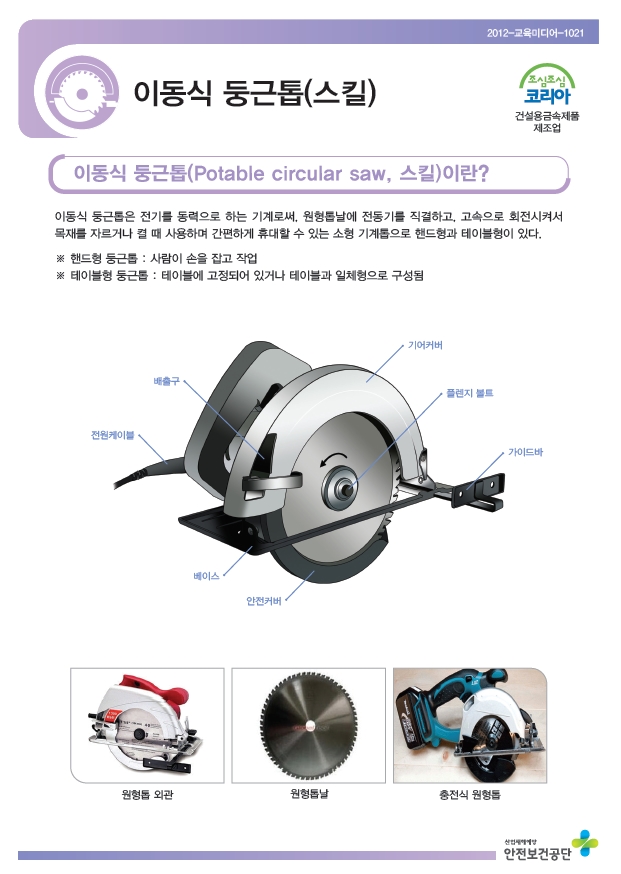 2012-교육미디어-1021
이동식 둥근톱(스킬)
조심조심
코리아
건설용금속제품
제조업
이동식 둥근톱(Potable circular saw, 스킬)이란?
이동식 둥근톱은 전기를 동력으로 하는 기계로써, 원형톱날에 전동기를 직결하고, 고속으로 회전시켜서
목재를 자르거나 켤 때 사용하며 간편하게 휴대할 수 있는 소형 기계톱으로 핸드형과 테이블형이 있다.
※ 핸드형 둥근톱 : 사람이 손을 잡고 작업
※ 테이블형 둥근톱 : 테이블에 고정되어 있거나 테이블과 일체형으로 구성됨
기어커버
배출구
플렌지 볼트
전원케이블
가이드바
베이스
안전커버
원형톱 외관
원형톱날
충전식 원형톱
산업재해예방
안전보건공단